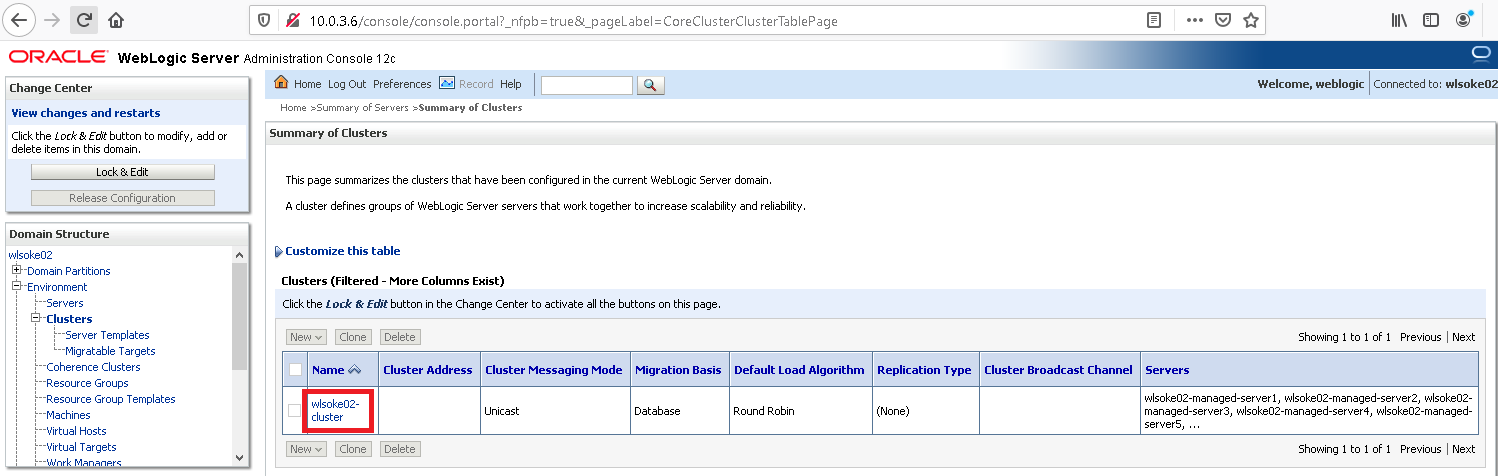 10.0.3.6/console/console.portal?_nfpb=true&_pageLabel=CoreClusterClusterTablePage
ORACLE WebLogic Server Administration Console 12c
Change Center
View changes and restarts
Click the Lock & Edit button to modify, add or
delete items in this domain.
Lock & Edit
Release Configuration
Domain Structure
wlsoke02
Domain Partitions
Environment
Servers
Clusters
Server Templates
Migratable Targets
Coherence Clusters
Resource Groups
Resource Group Templates
Machines
Virtual Hosts
Virtual Targets
Work Managers
Home Log Out Preferences Record Help
Welcome, weblogic Connected to: wlsoke02
Home >Summary of Servers >Summary of Clusters
Summary of Clusters
This page summarizes the clusters that have been configured in the current WebLogic Server domain.
A cluster defines groups of WebLogic Server servers that work together to increase scalability and reliability.
Customize this table
Clusters (Filtered - More Columns Exist)
Click the Lock & Edit button in the Change Center to activate all the buttons on this page.
New Clone Delete Showing 1 to 1 of 1 Previous | Next
Name Cluster Address Cluster Messaging Mode Migration Basis Default Load Algorithm Replication Type Cluster Broadcast Channel Servers
wlsoke02-
cluster
Unicast Database Round Robin (None)
wlsoke02-managed-server1, wlsoke02-managed-server2, wlsoke02-
managed-server3, wlsoke02-managed-server4, wlsoke02-managed-
server5, ...
New Clone Delete Showing 1 to 1 of 1 Previous | Next